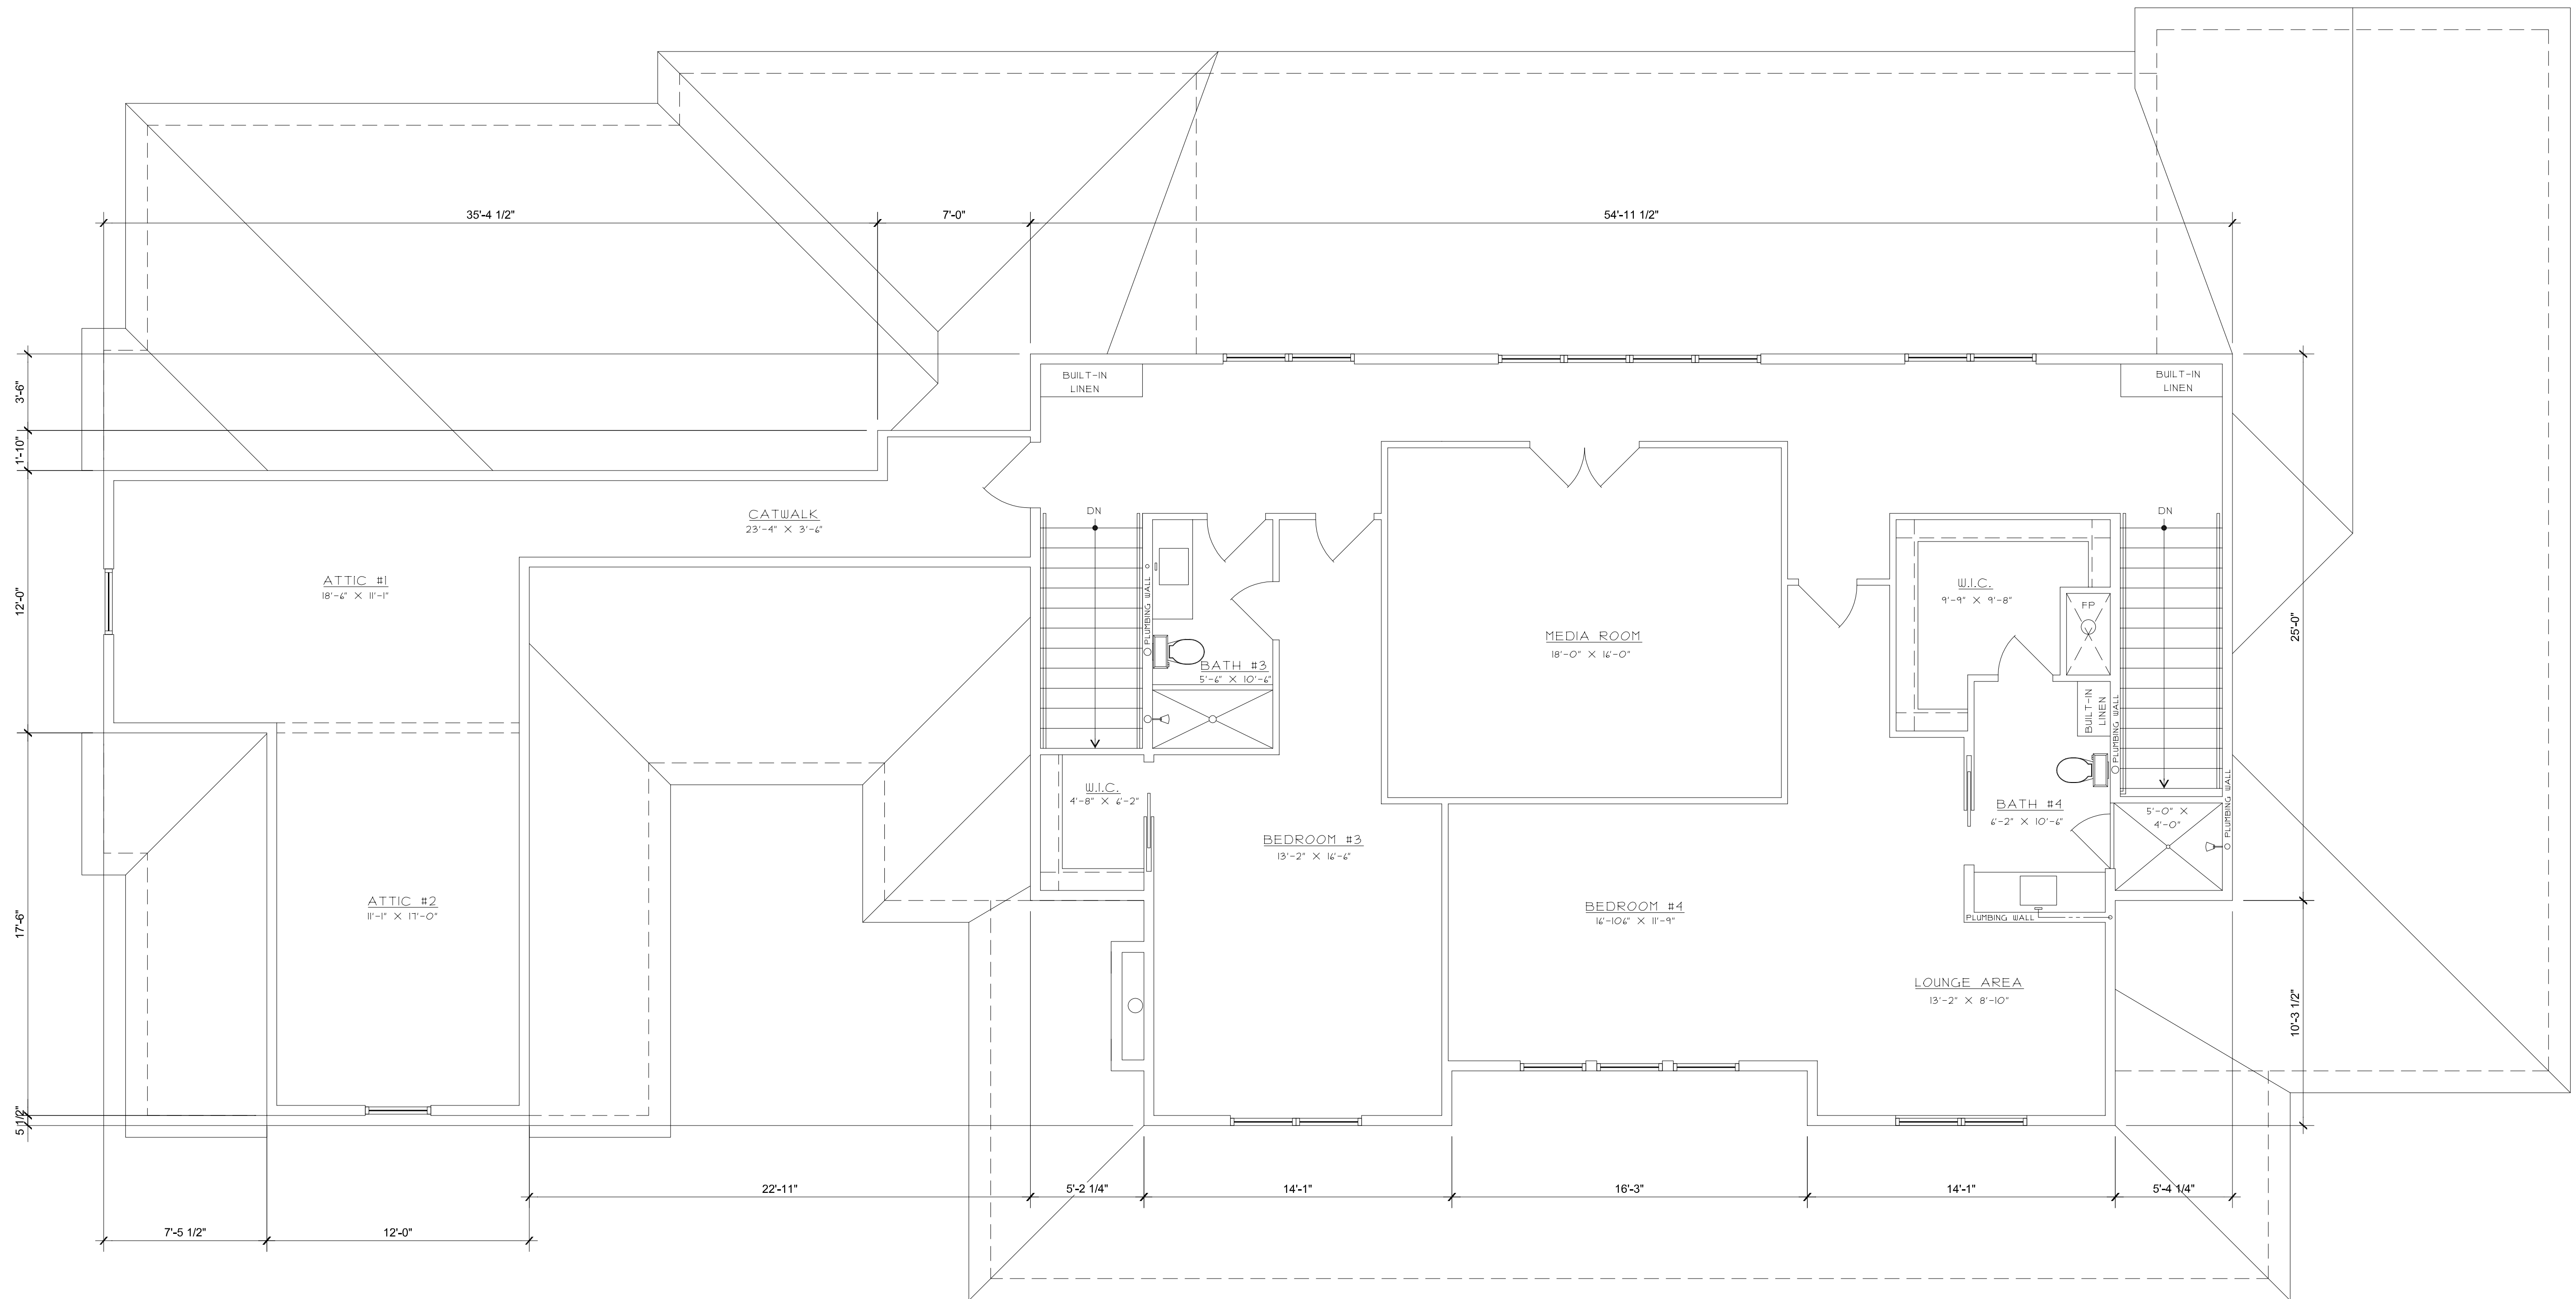 35'-4 1/2"
7'-0"
54'-11 1/2"
3'-6"
1'-10"
12'-0"
17'-6"
5 1/2"
BUILT-IN
LINEN
BUILT-IN
LINEN
CATWALK
23'-4" X 3'-6"
DN
DN
ATTIC #1
18'-6" X 11'-1"
PLUMBING WALL
W.I.C.
9'-9" X 9'-8"
FP
25'-0"
MEDIA ROOM
18'-0" X 16'-0"
BATH #3
5'-6" X 10'-6"
BUILT-IN
LINEN
PLUMBING WALL
W.I.C.
4'-8" X 6'-2"
BATH #4
6'-2" X 10'-6"
5'-0" X
4'-0"
PLUMBING WALL
BEDROOM #3
13'-2" X 16'-6"
ATTIC #2
11'-1" X 17'-0"
BEDROOM #4
16'-106" X 11'-9"
PLUMBING WALL
LOUNGE AREA
13'-2" X 8'-10"
10'-3 1/2"
22'-11"
5'-2 1/4"
14'-1"
16'-3"
14'-1"
5'-4 1/4"
7'-5 1/2"
12'-0"